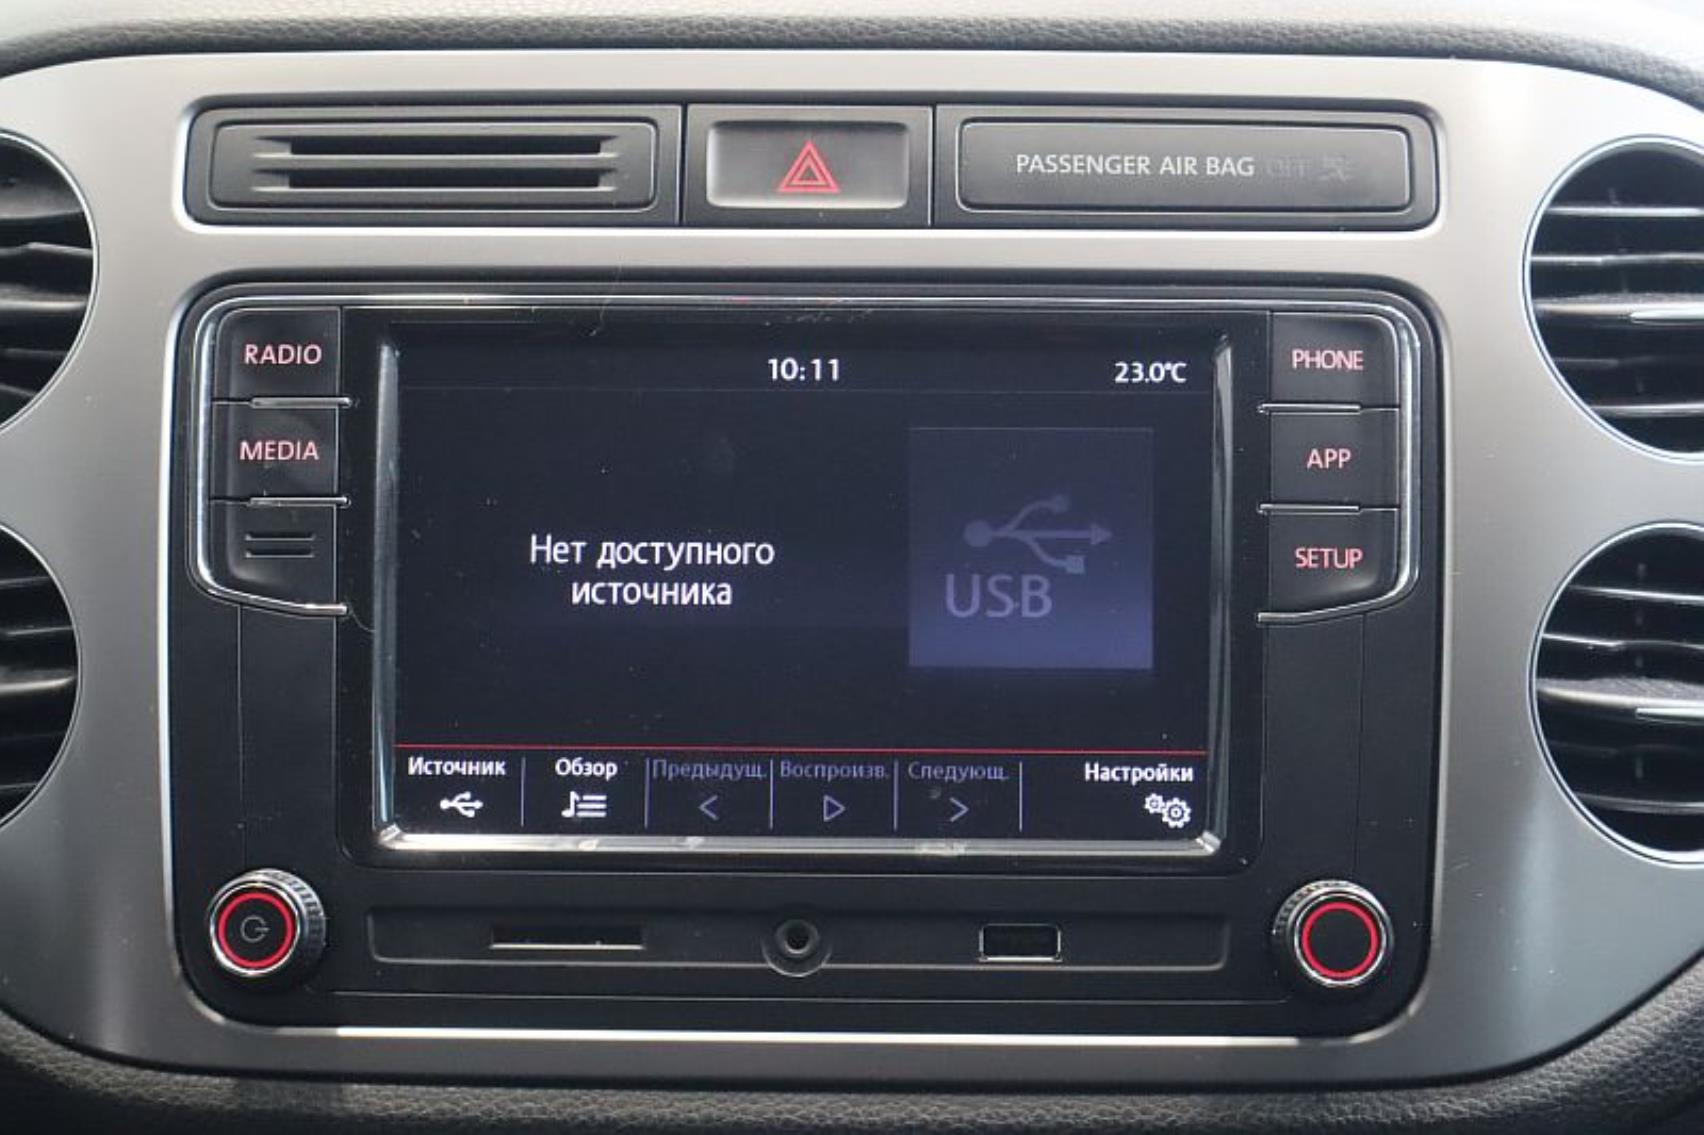 PASSENGER AIR BAG OFF
RADIO
MEDIA
10:11
23.0°C
Нет доступного
источника
USB
PHONE
APP
SETUP
Источник
Обзор
Предыдущ.
Воспроизв.
Следующ.
Настройки